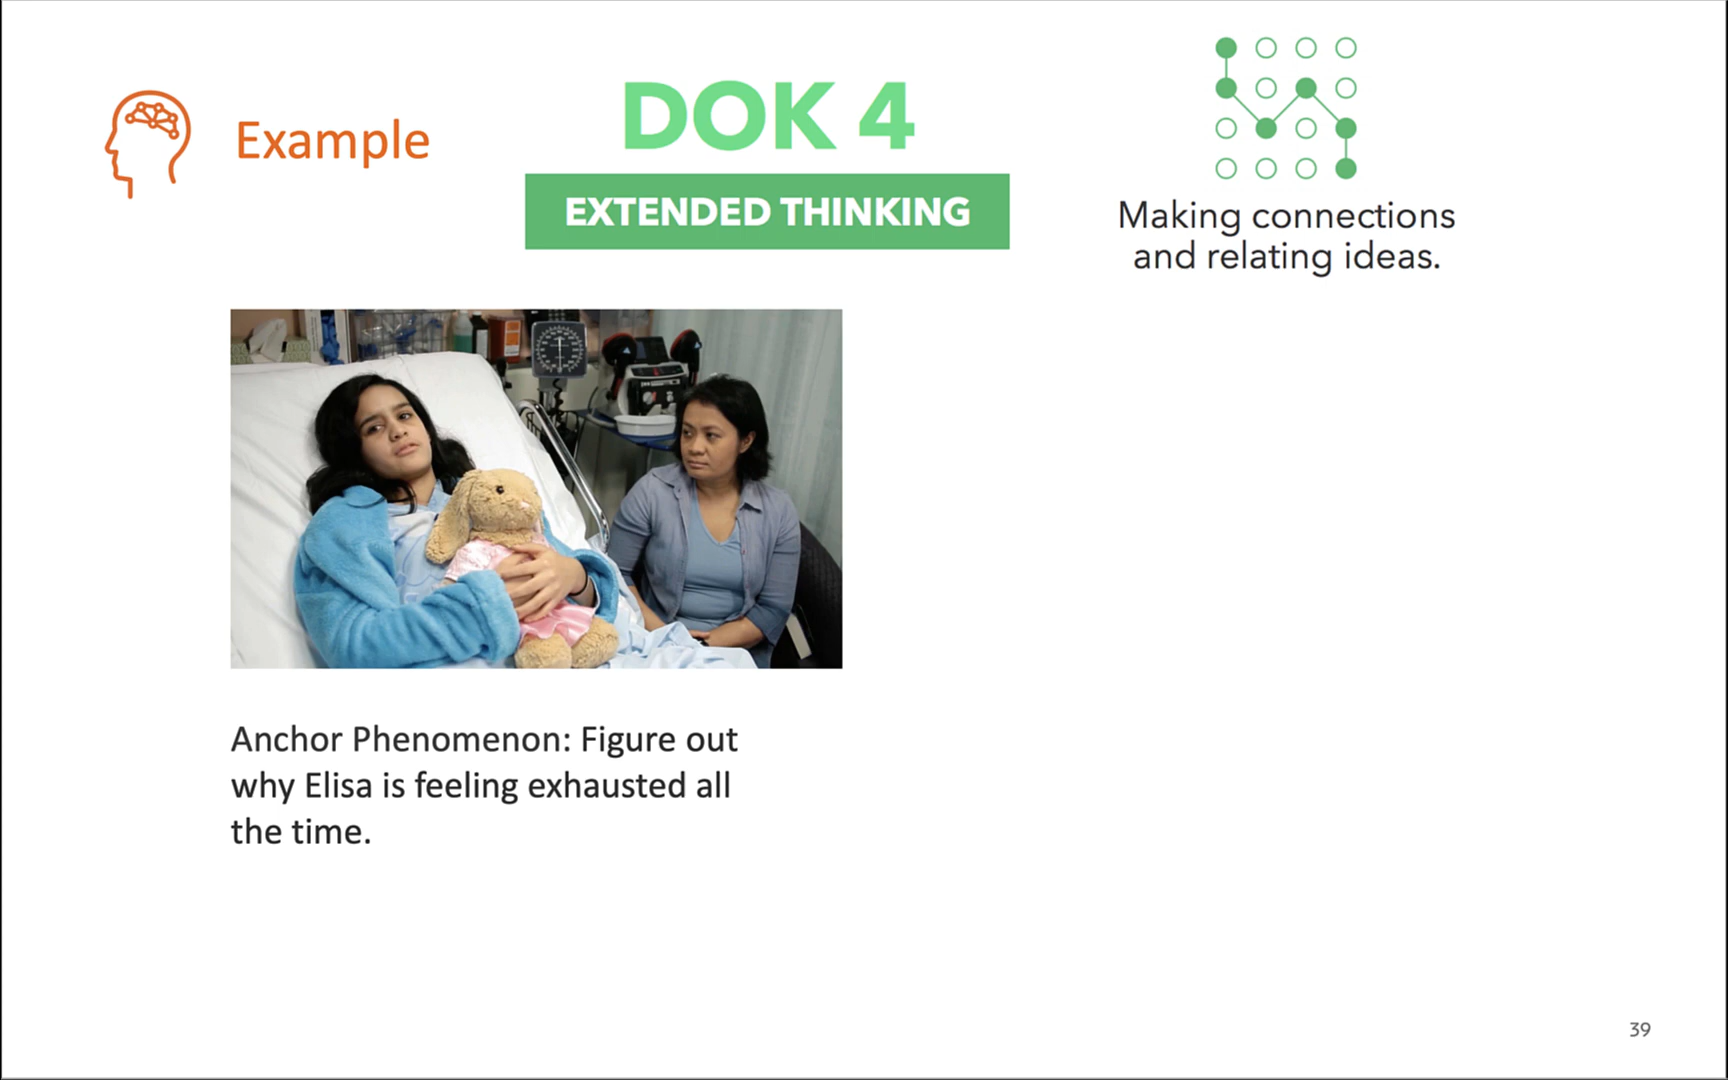 Example
DOK 4
EXTENDED THINKING
Making connections
and relating ideas.
Anchor Phenomenon: Figure out
why Elisa is feeling exhausted all
the time.
39